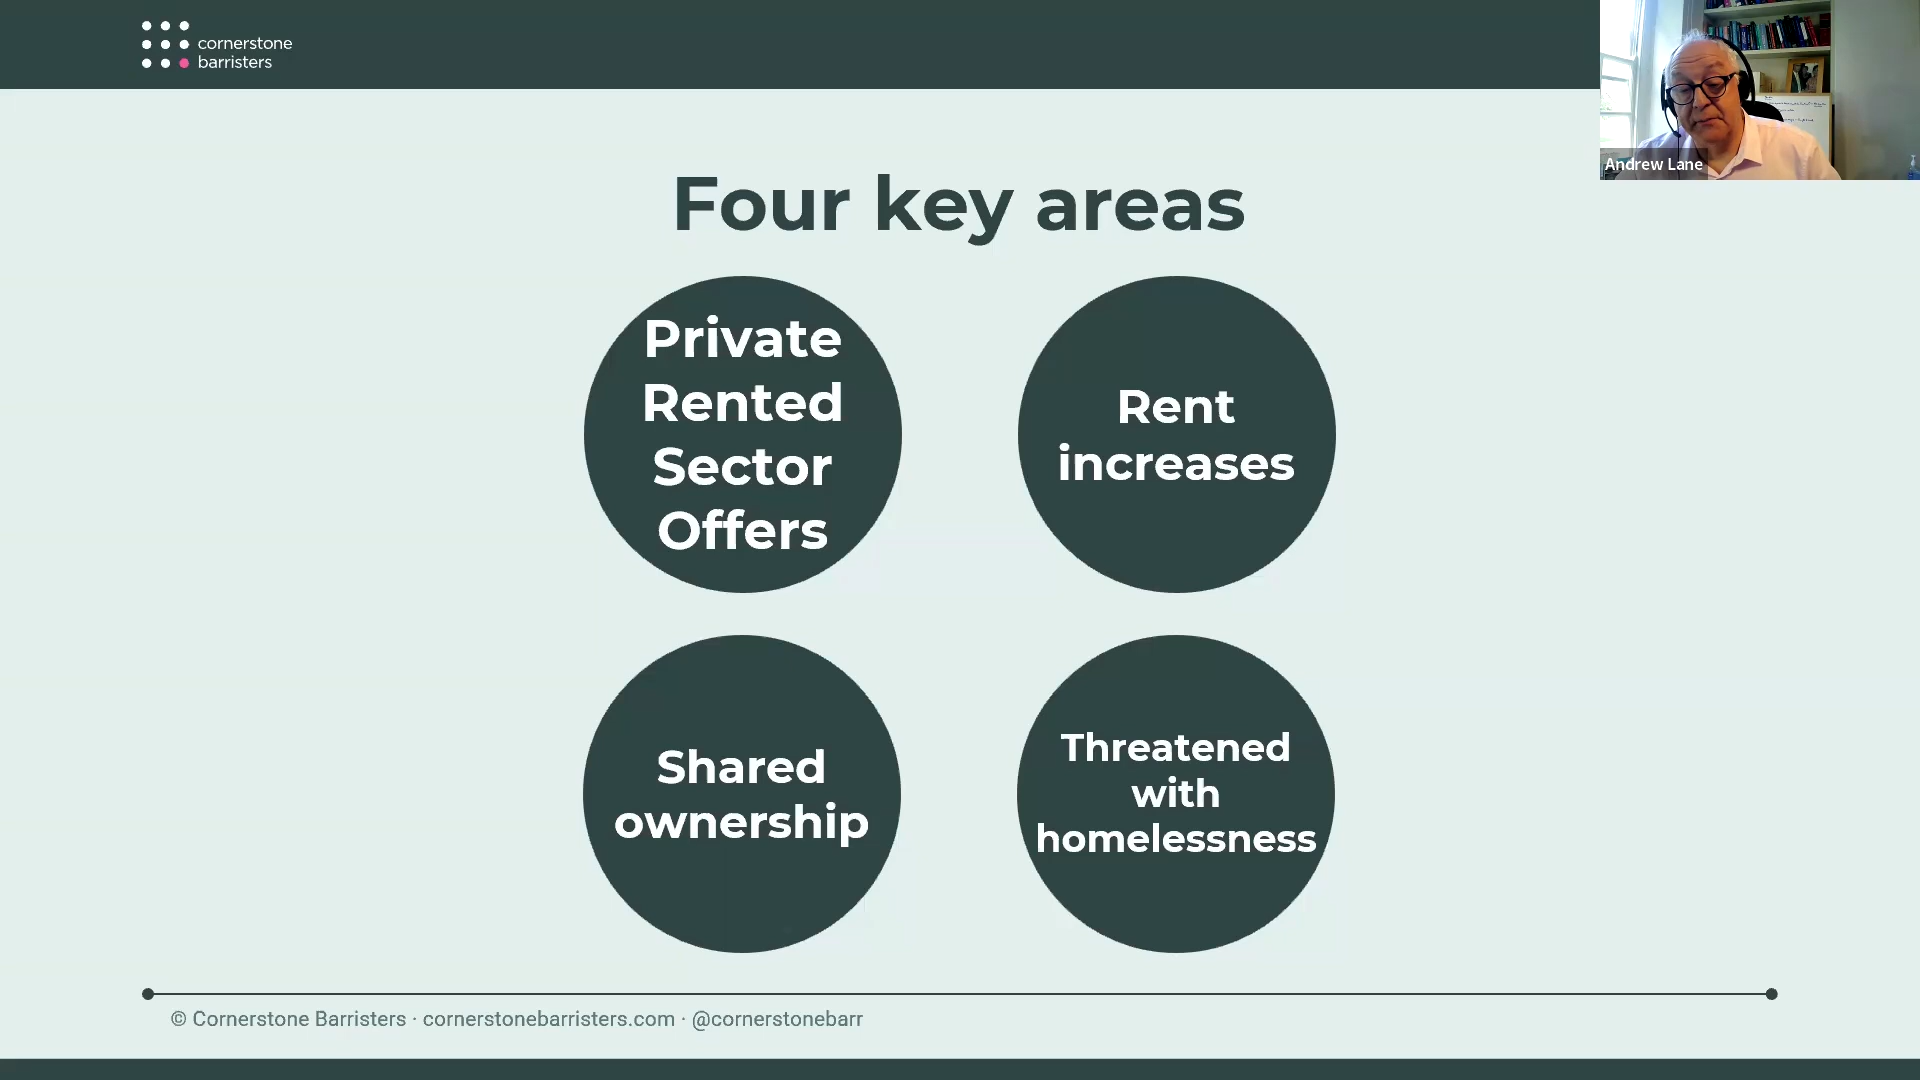 cornerstone
barristers
Andrew Lane
Four key areas
Private
Rented
Sector
Offers
Rent
increases
Shared
ownership
Threatened
with
homelessness
© Cornerstone Barristers · cornerstonebarristers.com · @cornerstonebarr